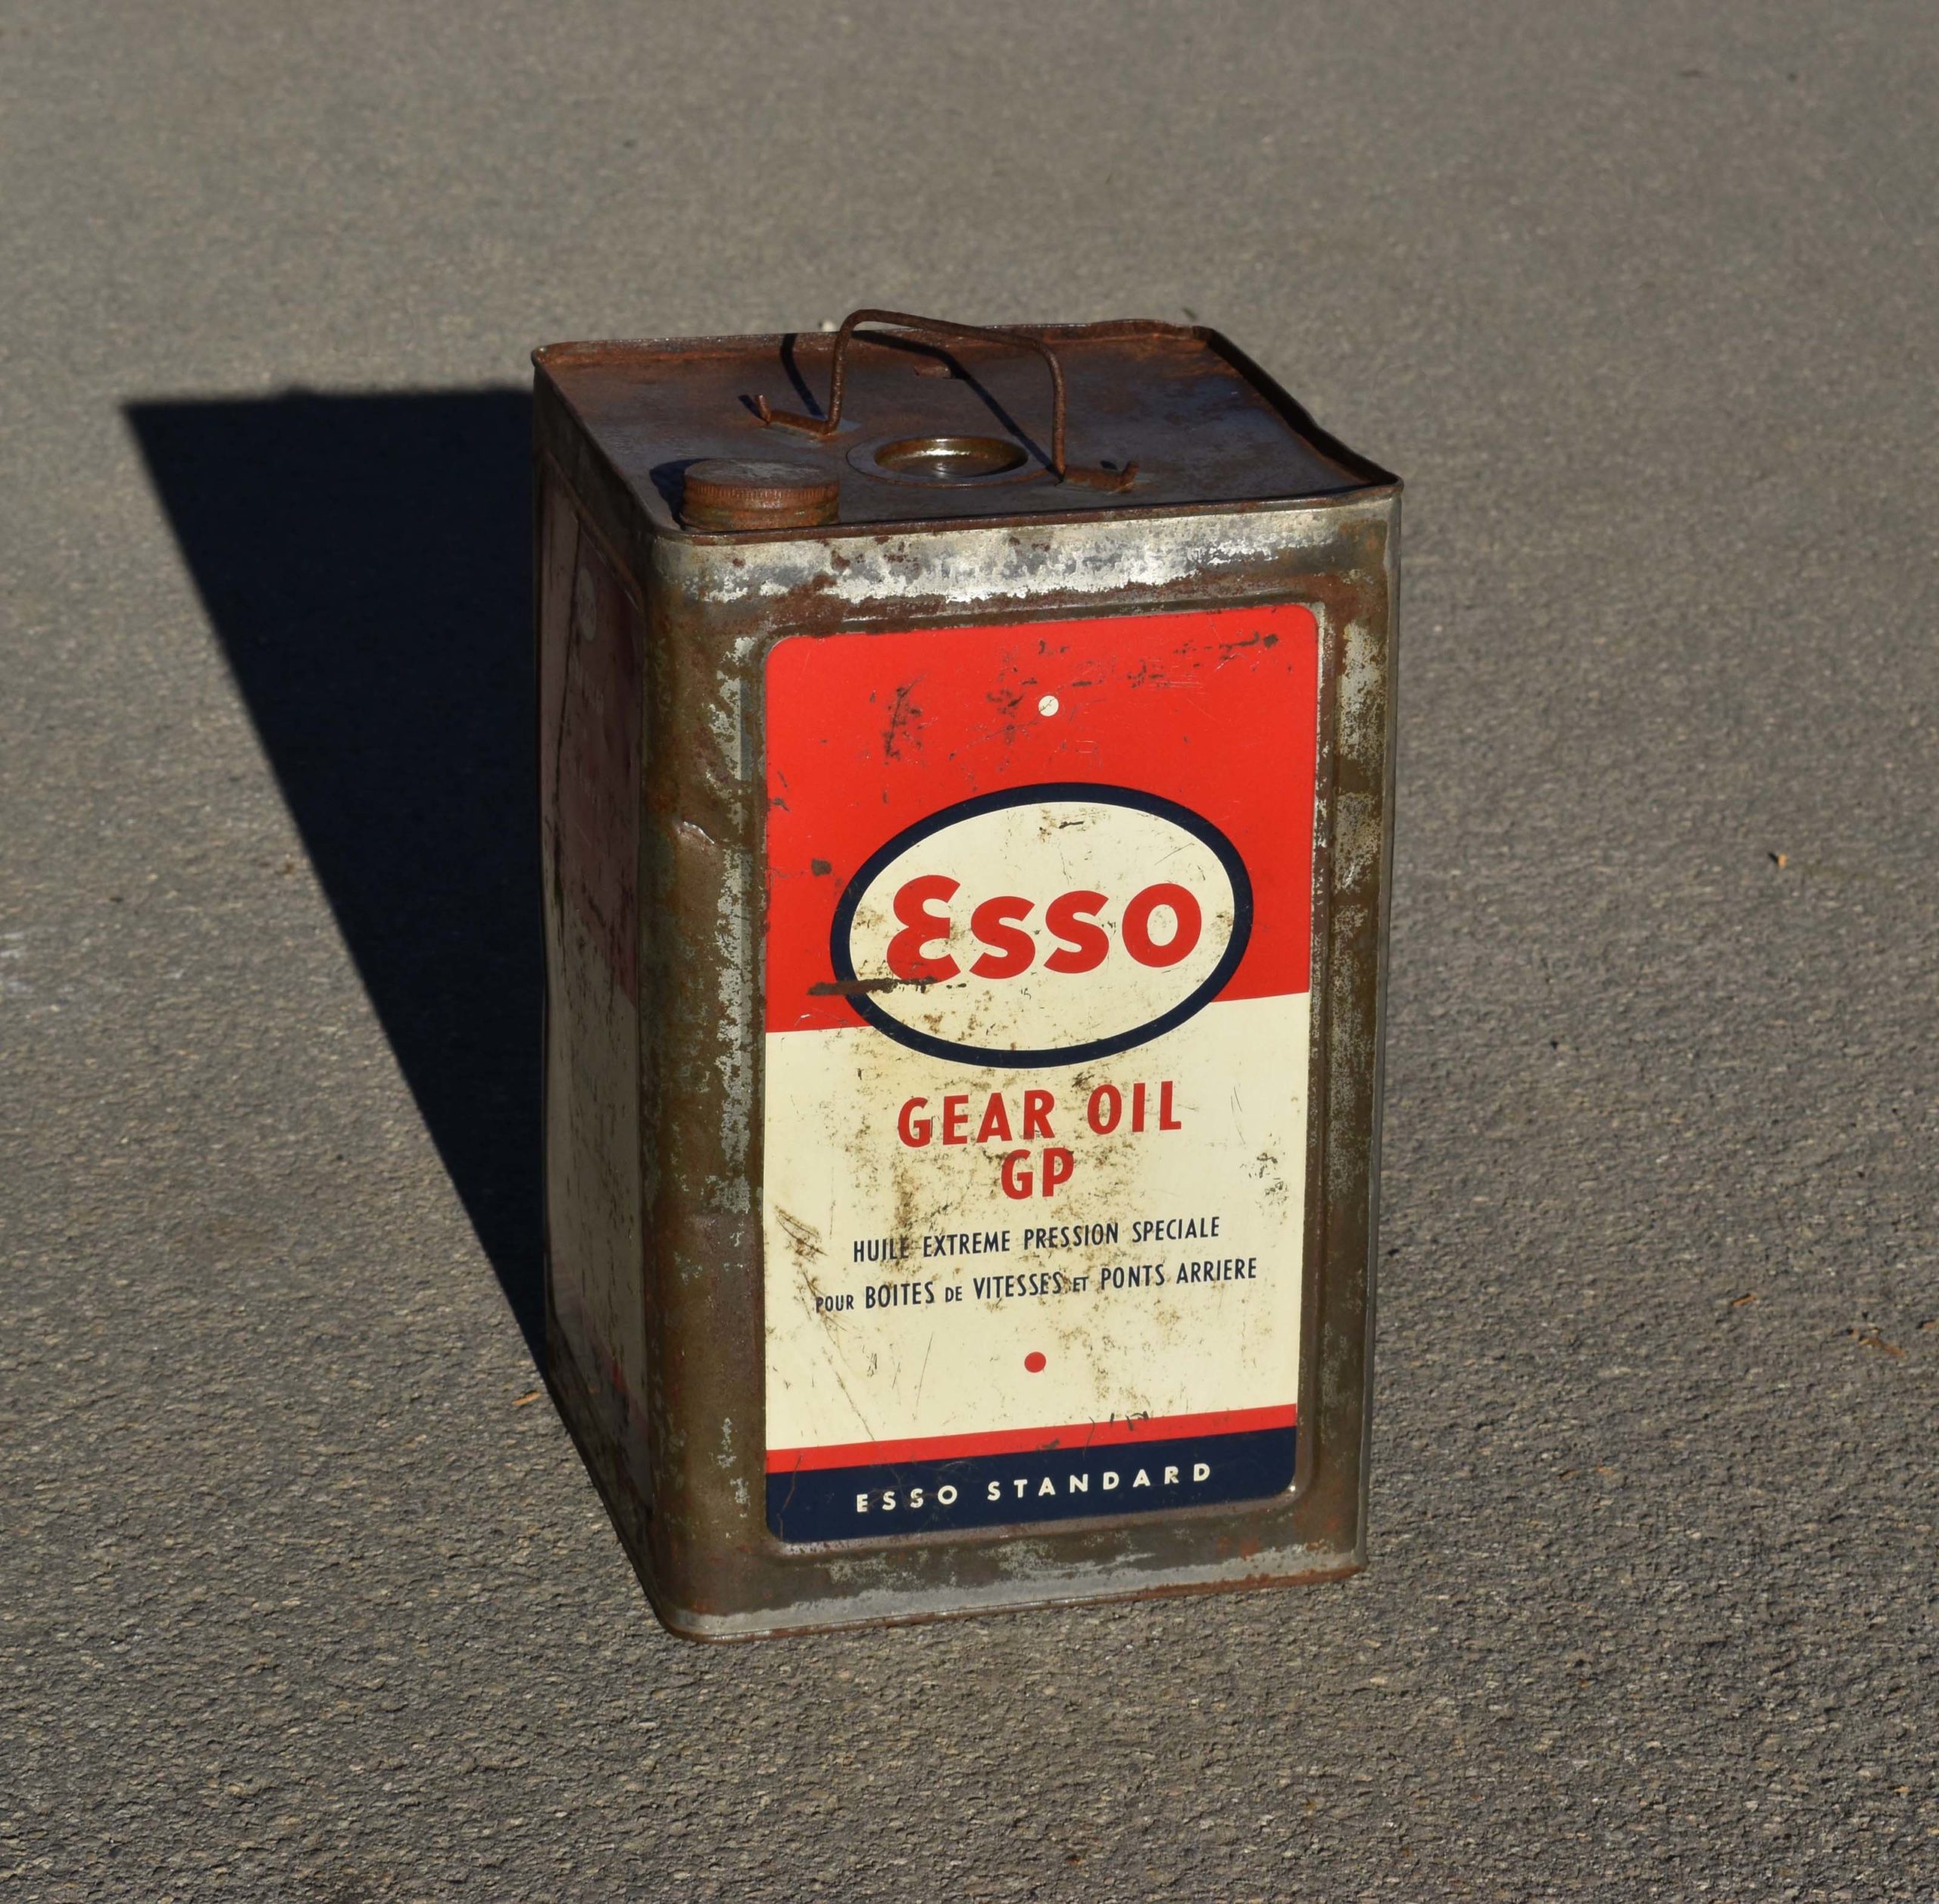 Esso
GEAR OIL
GP
HUILE EXTREME PRESSION SPECIALE
POUR BOITES DE VITESSES ET PONTS ARRIERE
ESSO STANDARD